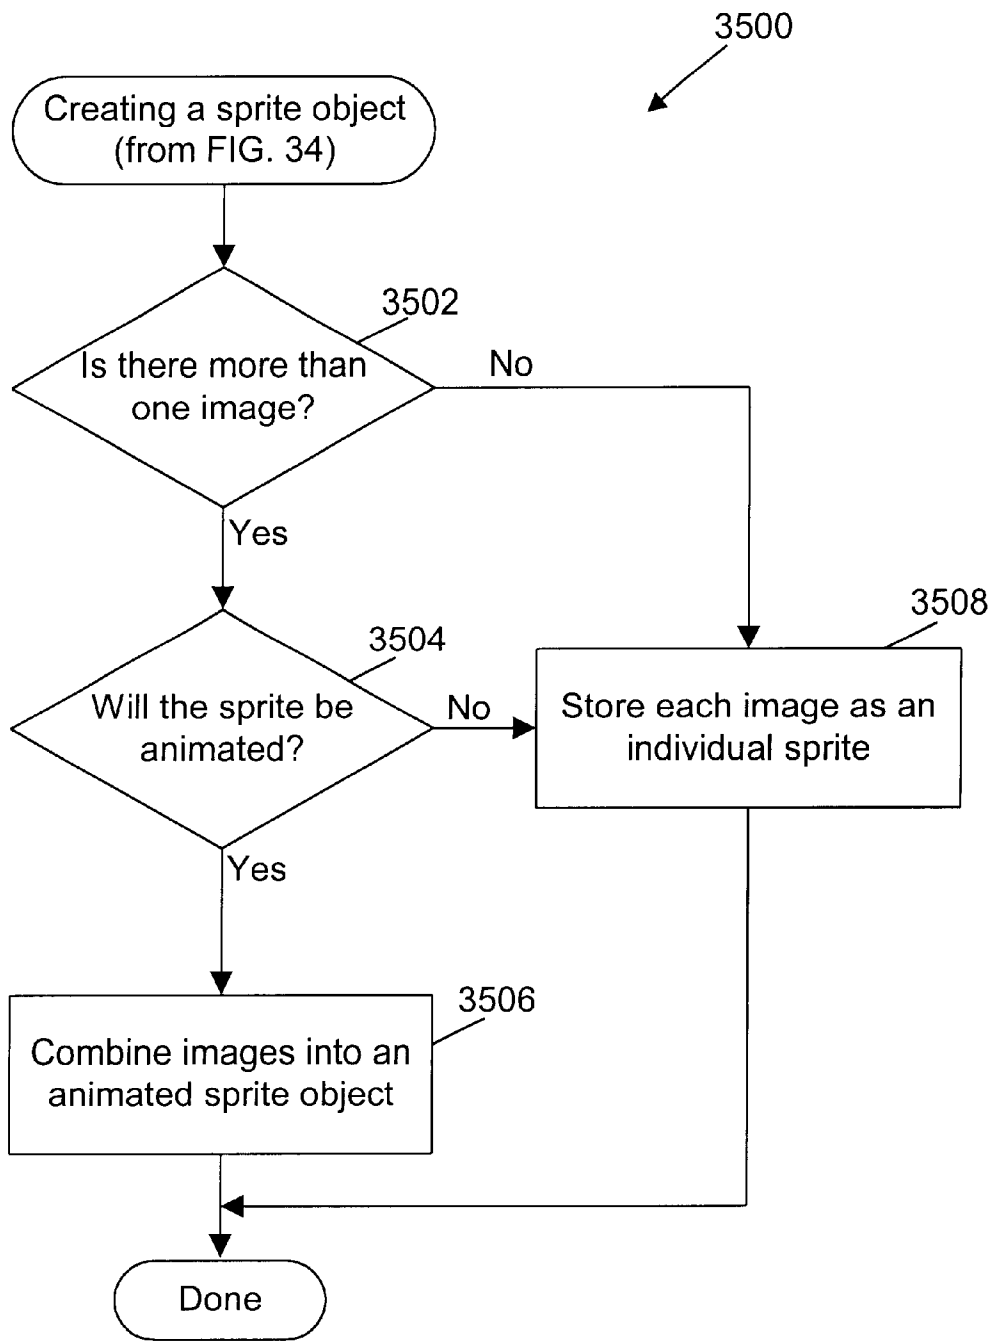 3500
Creating a sprite object
(from FIG. 34)
3502
Is there more than
one image?
No
Yes
3504
Will the sprite be
animated?
No
3508
Store each image as an
individual sprite
Yes
3506
Combine images into an
animated sprite object
Done